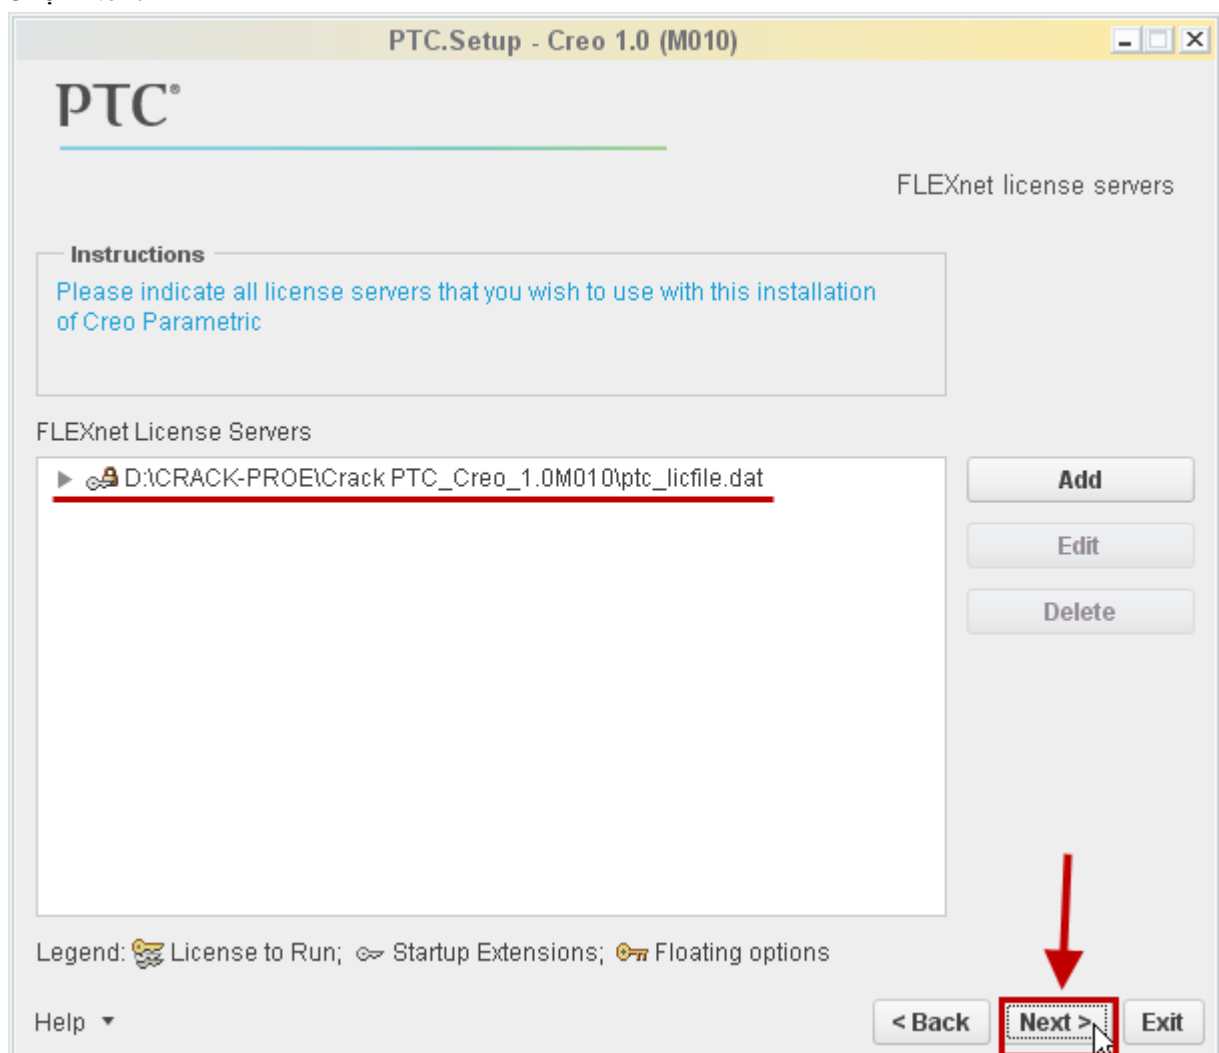 PTC.Setup - Creo 1.0 (M010)
PTC®
FLEXnet license servers
Instructions
Please indicate all license servers that you wish to use with this installation
of Creo Parametric
FLEXnet License Servers
D:\CRACK-PROE\Crack PTC_Creo_1.0M010\ptc_licfile.dat
Add
Edit
Delete
Legend: License to Run; Startup Extensions; Floating options
Help
< Back
Next >
Exit